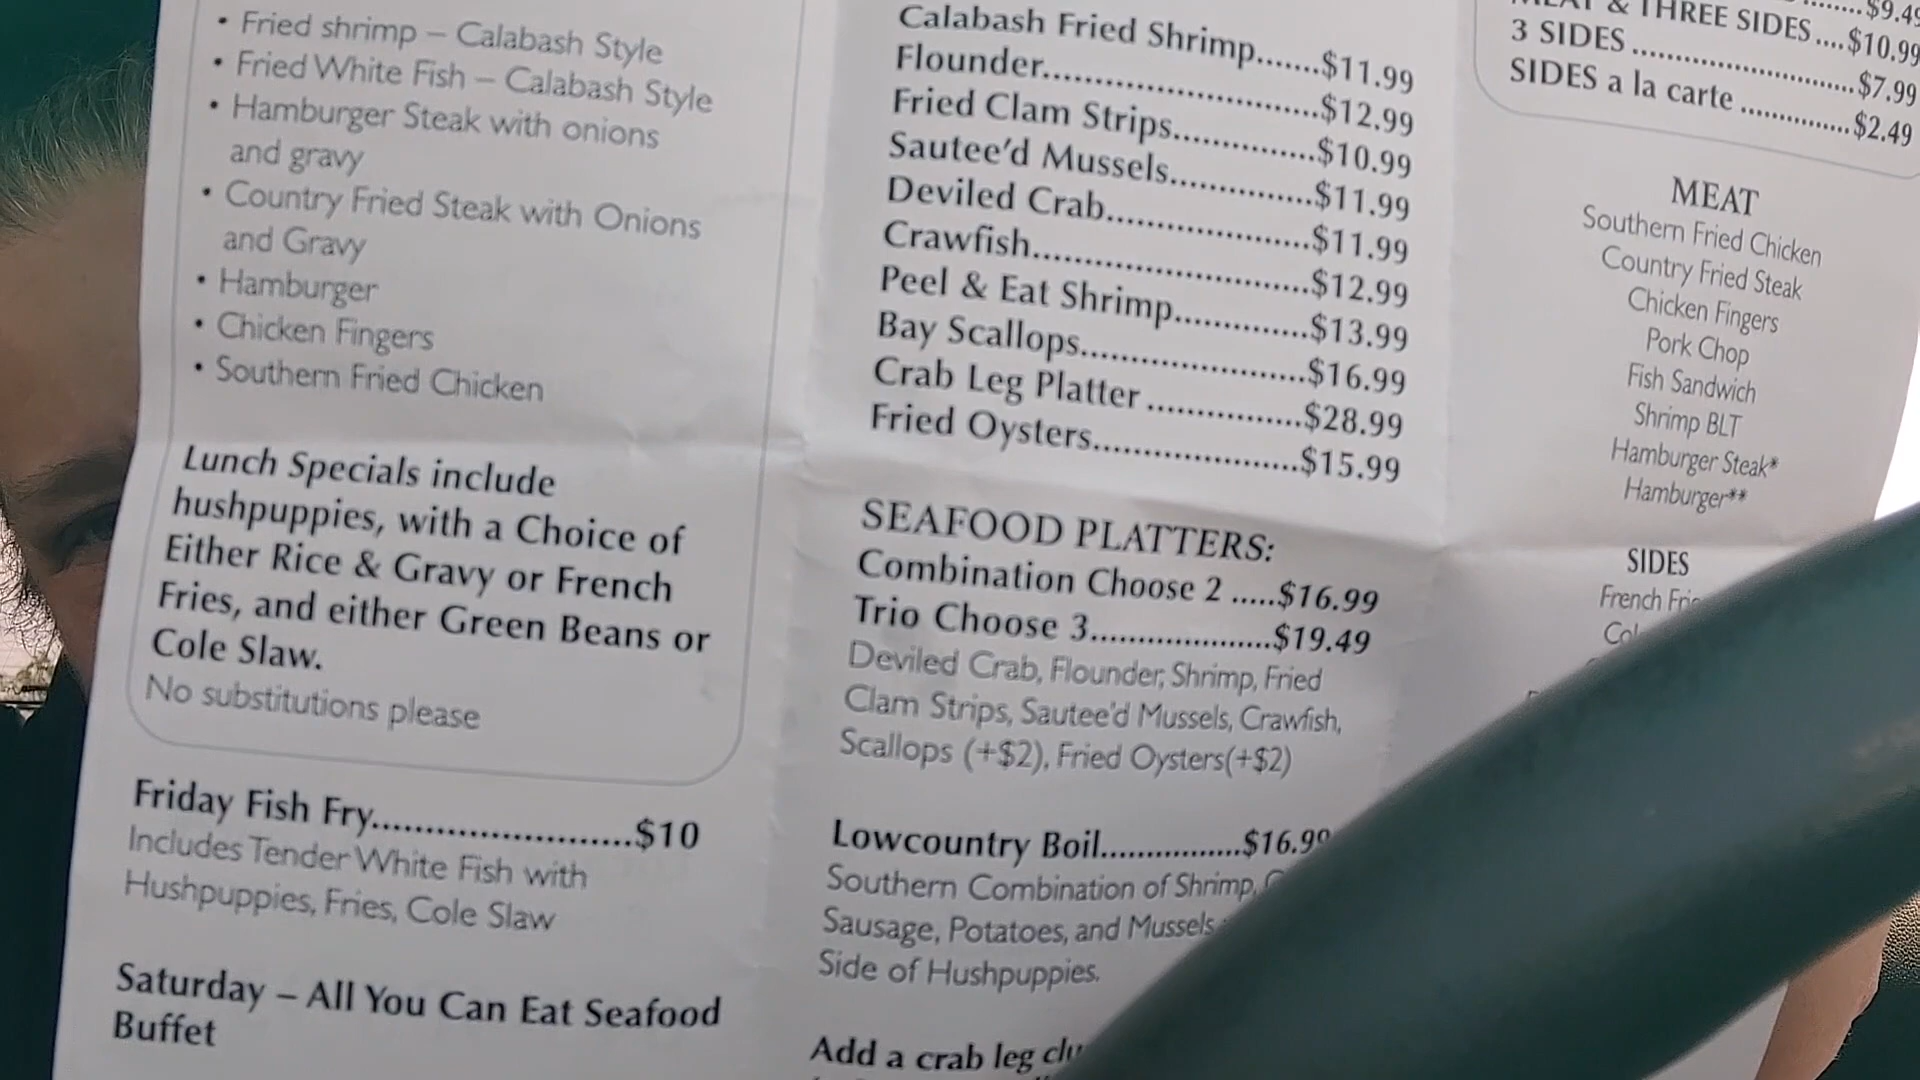 • Fried shrimp – Calabash Style
• Fried White Fish – Calabash Style
• Hamburger Steak with onions
and gravy
• Country Fried Steak with Onions
and Gravy
• Hamburger
• Chicken Fingers
• Southern Fried Chicken
Lunch Specials include
hushpuppies, with a Choice of
Either Rice & Gravy or French
Fries, and either Green Beans or
Cole Slaw.
No substitutions please
Friday Fish Fry.........................$10
Includes Tender White Fish with
Hushpuppies, Fries, Cole Slaw
Saturday – All You Can Eat Seafood
Buffet
Calabash Fried Shrimp.......$11.99
Flounder.............................$12.99
Fried Clam Strips...............$10.99
Sautee'd Mussels...............$11.99
Deviled Crab.....................$11.99
Crawfish.............................$12.99
Peel & Eat Shrimp..............$13.99
Bay Scallops.......................$16.99
Crab Leg Platter ................$28.99
Fried Oysters......................$15.99
SEAFOOD PLATTERS:
Combination Choose 2 .....$16.99
Trio Choose 3.....................$19.49
Deviled Crab, Flounder, Shrimp, Fried
Clam Strips, Sautee'd Mussels, Crawfish,
Scallops (+$2), Fried Oysters(+$2)
Lowcountry Boil.................$16.99
Southern Combination of Shrimp,
Sausage, Potatoes, and Mussels
Side of Hushpuppies.
Add a crab leg
$9.49
& THREE SIDES ....$10.99
3 SIDES ..........................$7.99
SIDES a la carte ..............$2.49
MEAT
Southern Fried Chicken
Country Fried Steak
Chicken Fingers
Pork Chop
Fish Sandwich
Shrimp BLT
Hamburger Steak*
Hamburger**
SIDES
French